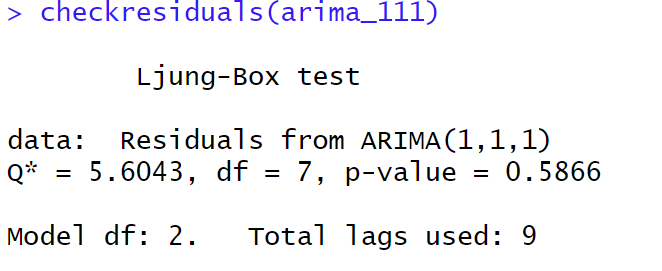 > checkresiduals(arima_111)
Ljung-Box test
data:  Residuals from ARIMA(1,1,1)
Q* = 5.6043, df = 7, p-value = 0.5866
Model df: 2.   Total lags used: 9